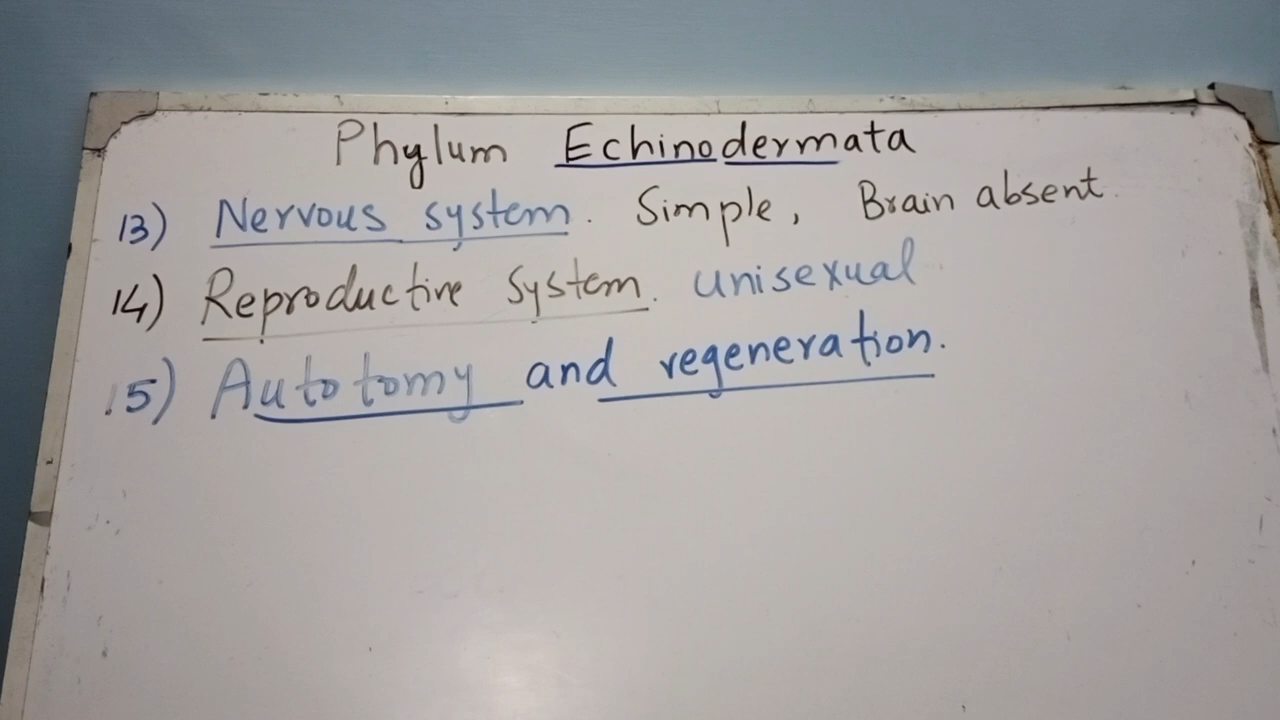 Phylum Echinodermata
13) Nervous system. Simple, Brain absent.
14) Reproductive System. unisexual
15) Autotomy and regeneration.